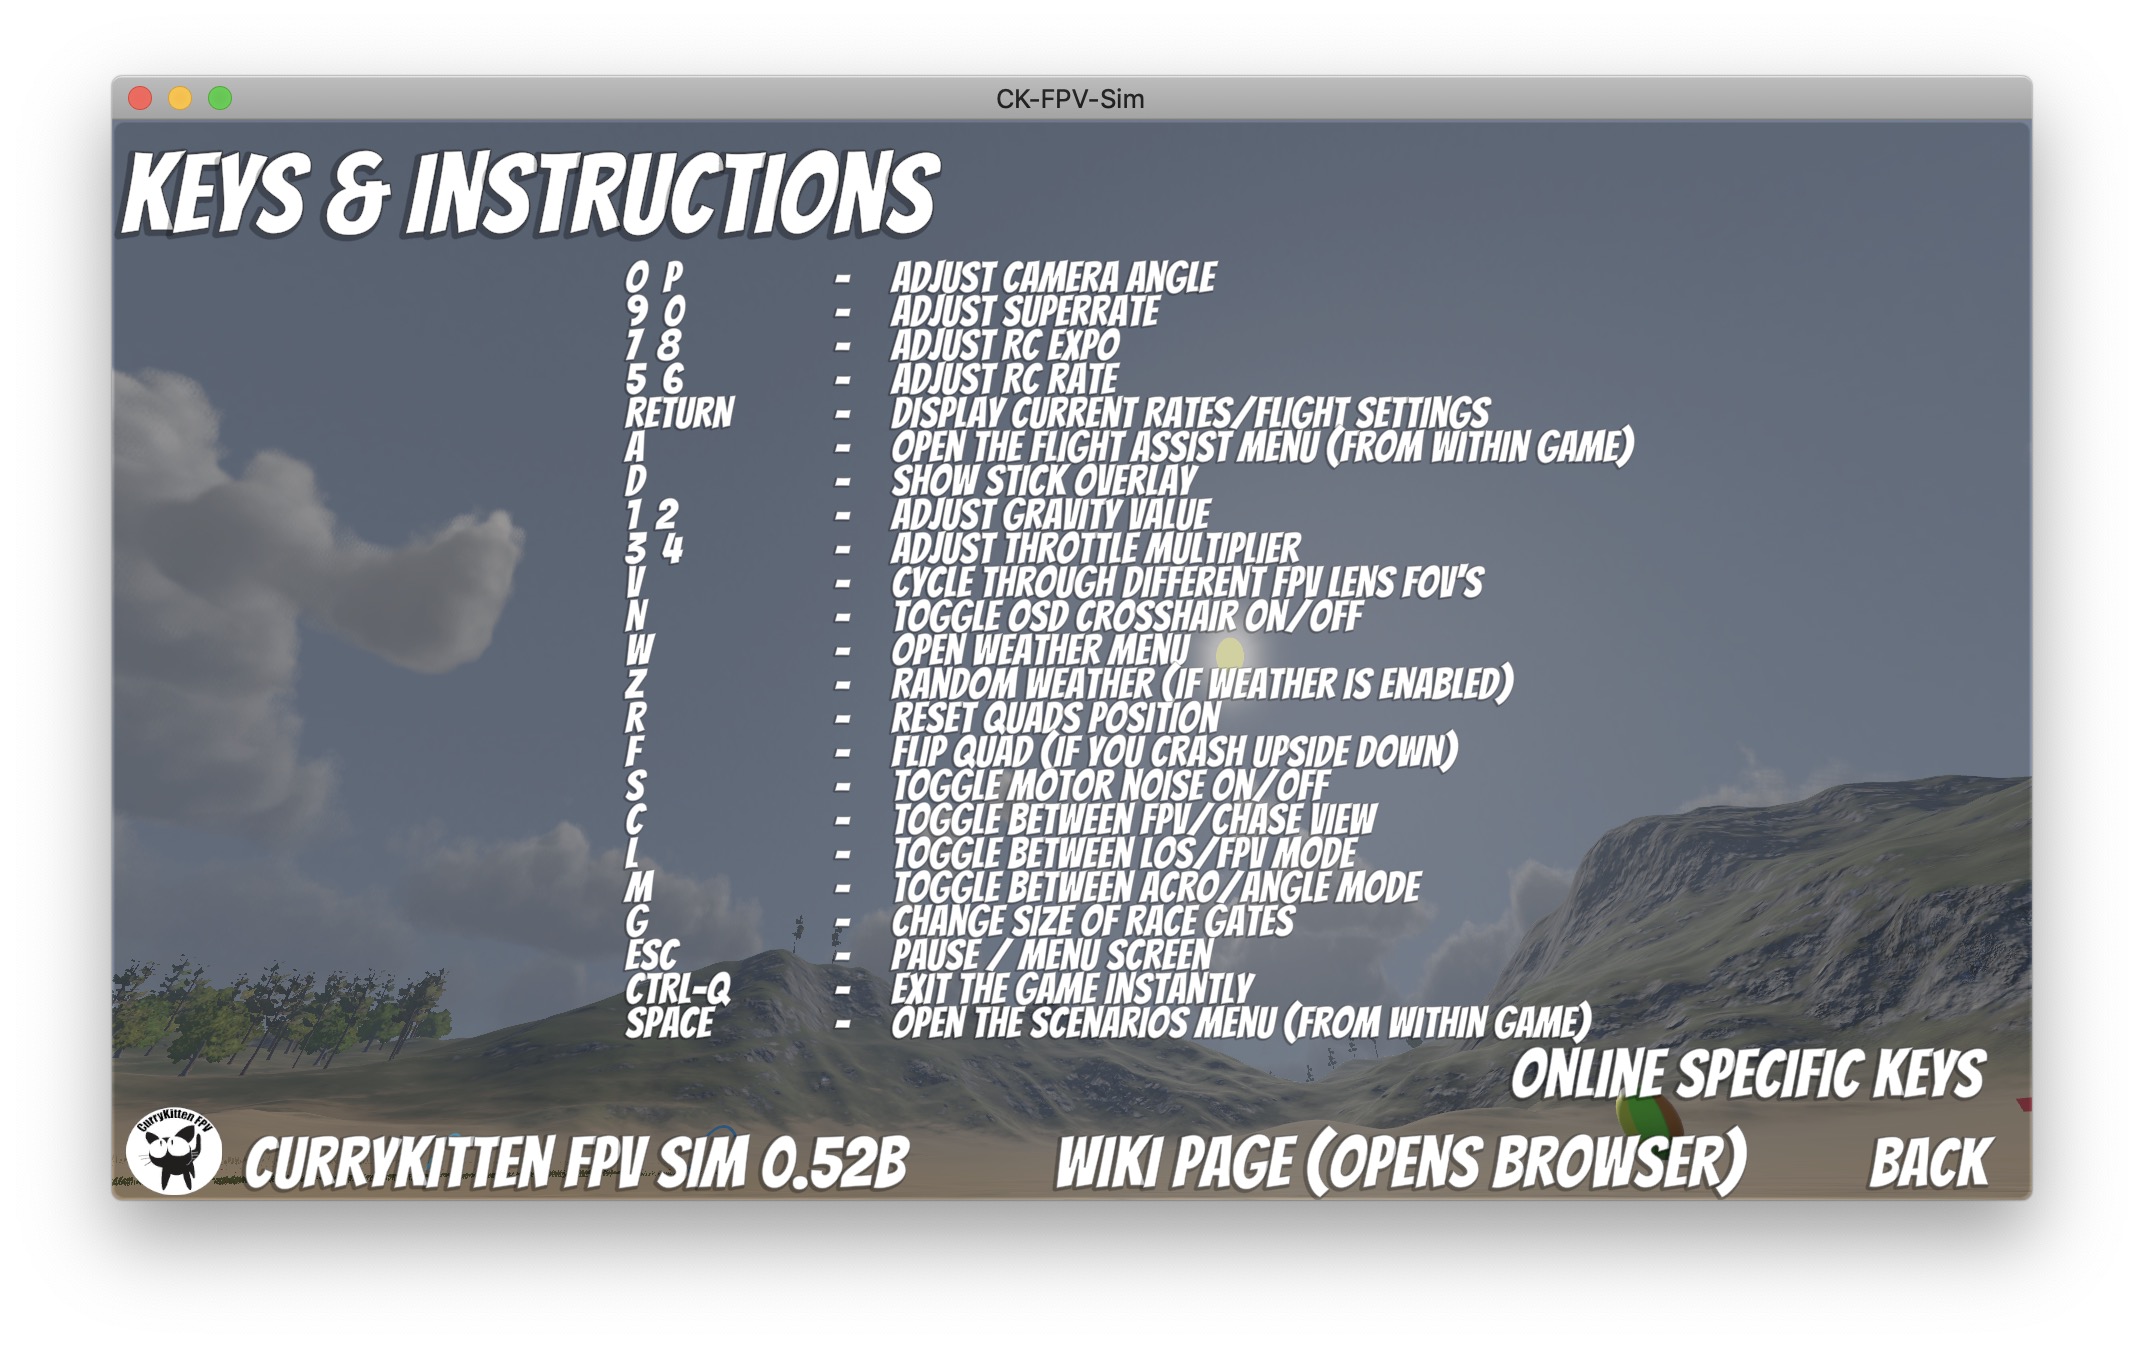 CK-FPV-Sim
KEYS & INSTRUCTIONS
O P - ADJUST CAMERA ANGLE
9 0 - ADJUST SUPERRATE
7 8 - ADJUST RC EXPO
5 6 - ADJUST RC RATE
RETURN - DISPLAY CURRENT RATES/FLIGHT SETTINGS
A - OPEN THE FLIGHT ASSIST MENU (FROM WITHIN GAME)
D - SHOW STICK OVERLAY
1 2 - ADJUST GRAVITY VALUE
3 4 - ADJUST THROTTLE MULTIPLIER
V - CYCLE THROUGH DIFFERENT FPV LENS FOV'S
N - TOGGLE OSD CROSSHAIR ON/OFF
W - OPEN WEATHER MENU
Z - RANDOM WEATHER (IF WEATHER IS ENABLED)
R - RESET QUADS POSITION
F - FLIP QUAD (IF YOU CRASH UPSIDE DOWN)
S - TOGGLE MOTOR NOISE ON/OFF
C - TOGGLE BETWEEN FPV/CHASE VIEW
L - TOGGLE BETWEEN LOS/FPV MODE
M - TOGGLE BETWEEN ACRO/ANGLE MODE
G - CHANGE SIZE OF RACE GATES
ESC - PAUSE / MENU SCREEN
CTRL-Q - EXIT THE GAME INSTANTLY
SPACE - OPEN THE SCENARIOS MENU (FROM WITHIN GAME)
ONLINE SPECIFIC KEYS
CurryKitten FPV
CURRYKITTEN FPV SIM 0.52B
WIKI PAGE (OPENS BROWSER)
BACK